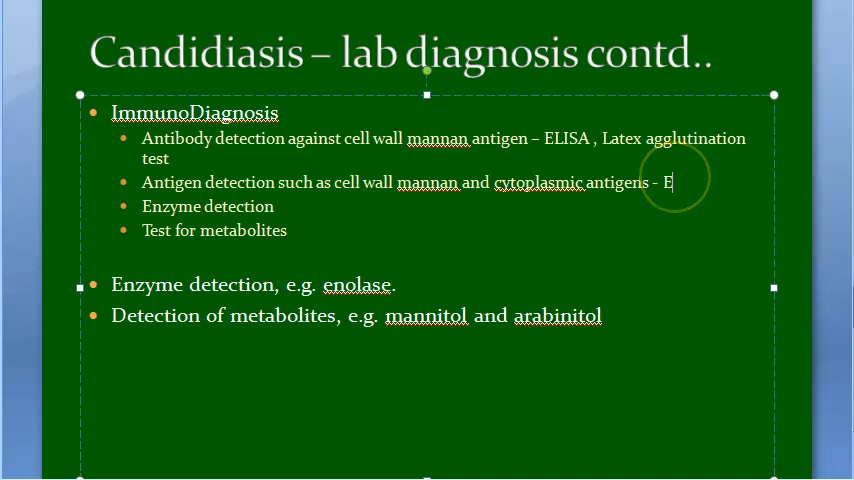 Candidiasis – lab diagnosis contd..
ImmunoDiagnosis
Antibody detection against cell wall mannan antigen – ELISA , Latex agglutination
test
Antigen detection such as cell wall mannan and cytoplasmic antigens - E
Enzyme detection
Test for metabolites
Enzyme detection, e.g. enolase.
Detection of metabolites, e.g. mannitol and arabinitol